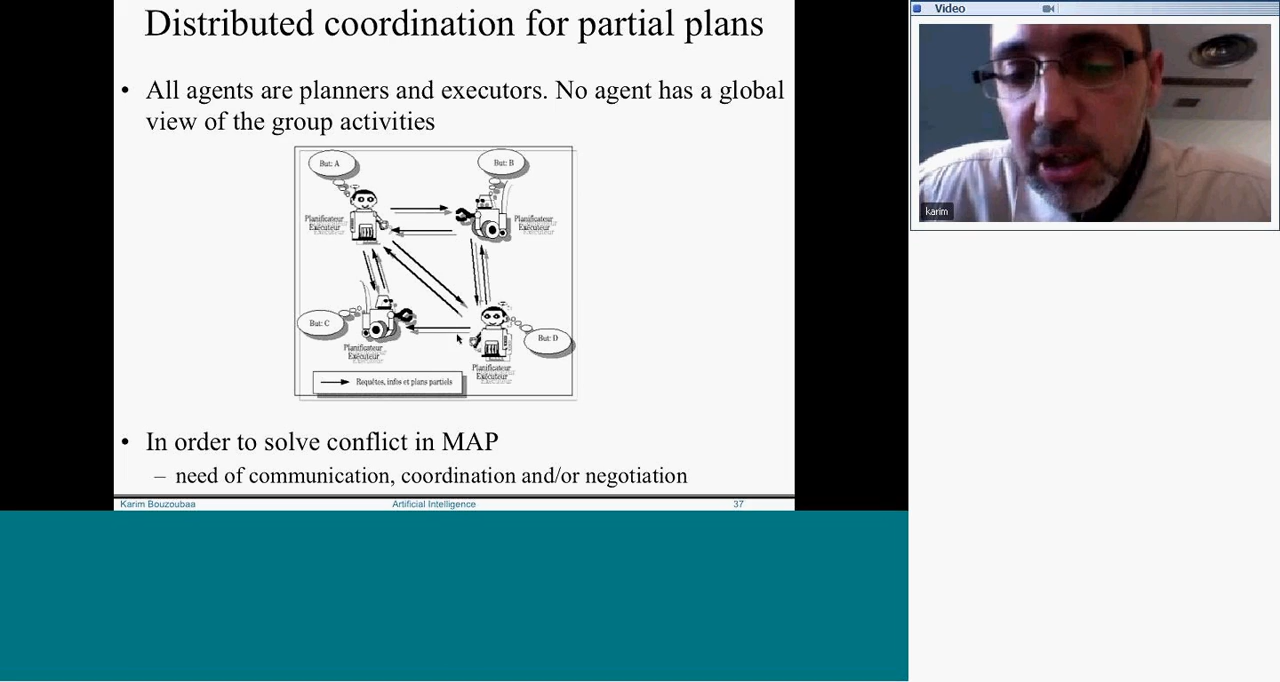 Distributed coordination for partial plans
• All agents are planners and executors. No agent has a global
view of the group activities
But: A
But: B
Planificateur
Exécuteur
Planificateur
Exécuteur
But: C
But: D
Planificateur
Exécuteur
Planificateur
Exécuteur
Requêtes, infos et plans partiels
• In order to solve conflict in MAP
– need of communication, coordination and/or negotiation
Karim Bouzoubaa Artificial Intelligence 37
Video
karim